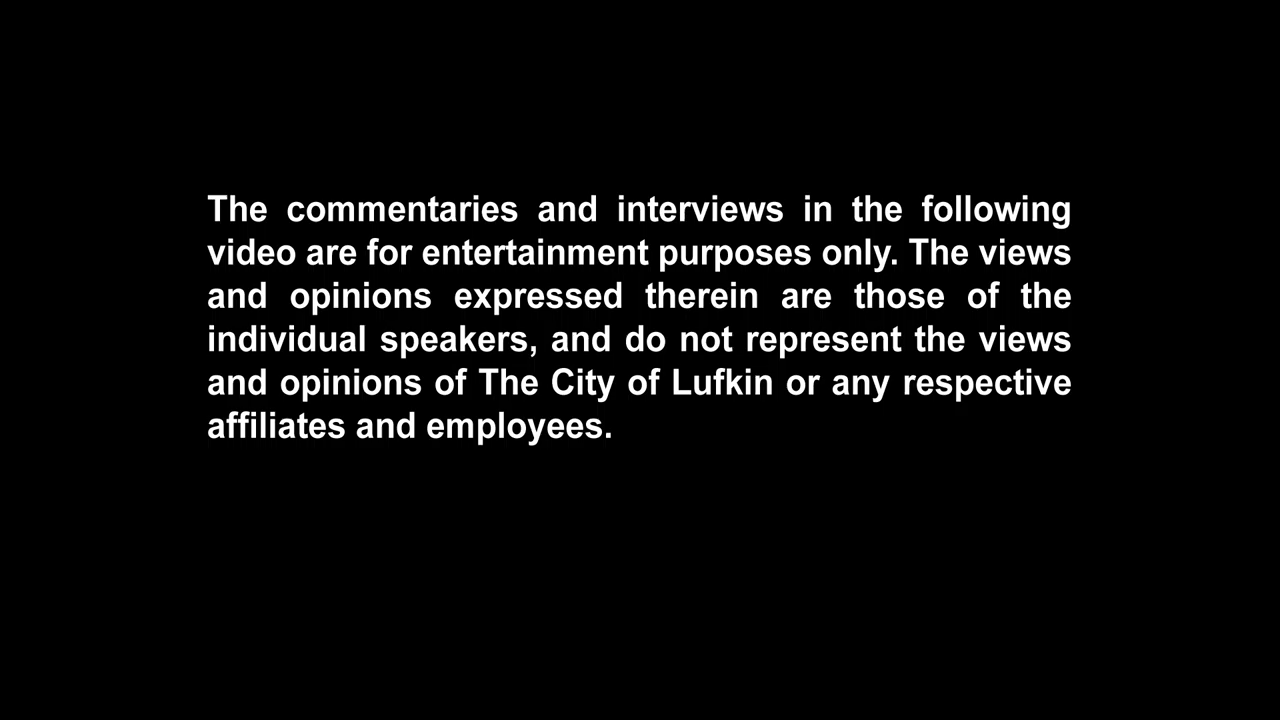 The commentaries and interviews in the following
video are for entertainment purposes only. The views
and opinions expressed therein are those of the
individual speakers, and do not represent the views
and opinions of The City of Lufkin or any respective
affiliates and employees.